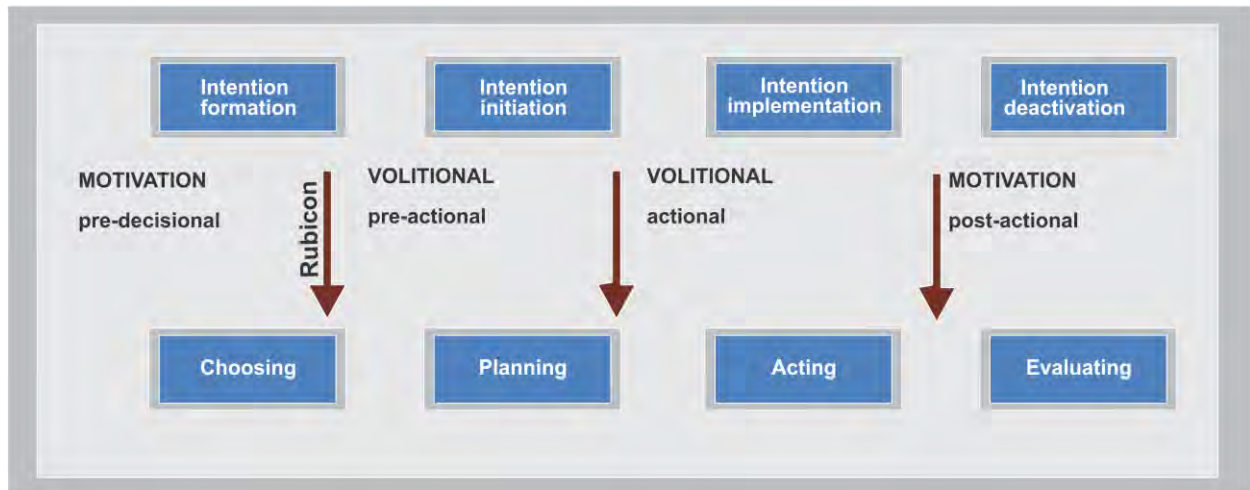 Intention
formation
Intention
initiation
Intention
implementation
Intention
deactivation
MOTIVATION
pre-decisional
Rubicon
VOLITIONAL
pre-actional
VOLITIONAL
actional
MOTIVATION
post-actional
Choosing
Planning
Acting
Evaluating